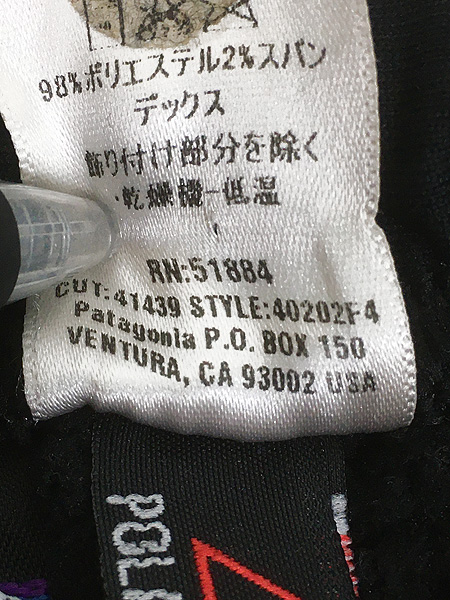 98%ポリエステル2%スパン
デックス
飾り付け部分を除く
乾燥機-低温
RN:51884
CUT:41439 STYLE:40202F4
Patagonia P.O. BOX 150
VENTURA, CA 93002 USA